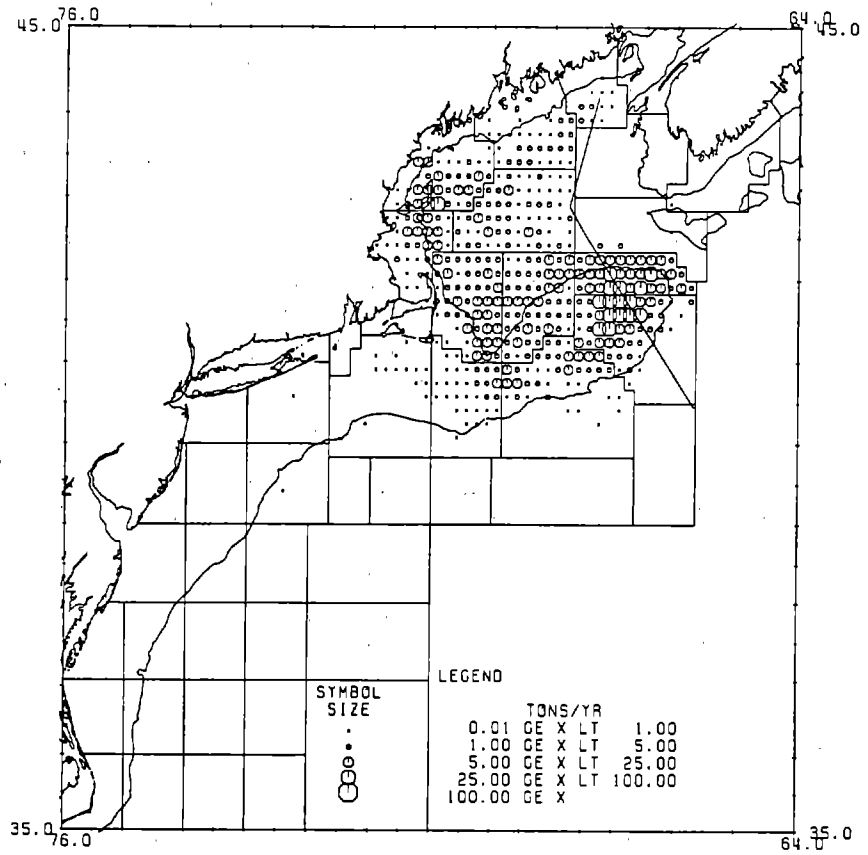 76.0
64.0
45.0
45.0
LEGEND
SYMBOL
SIZE
TONS/YR
0.01 GE X LT 1.00
1.00 GE X LT 5.00
5.00 GE X LT 25.00
25.00 GE X LT 100.00
100.00 GE X
35.0
35.0
76.0
64.0